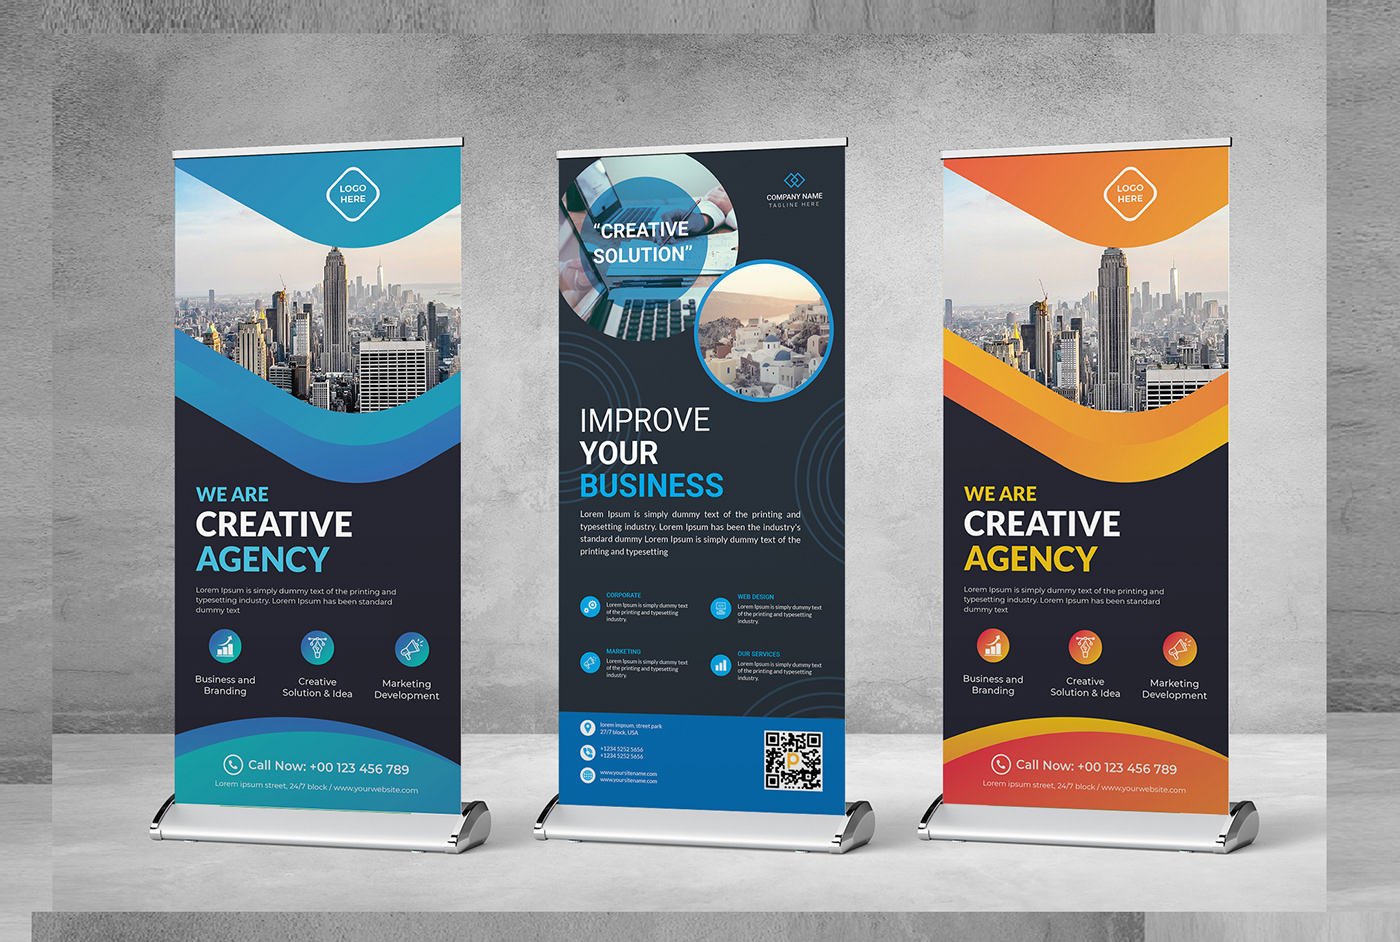 LOGO
HERE
WE ARE
CREATIVE
AGENCY
Lorem Ipsum is simply dummy text of the printing and
typesetting industry. Lorem Ipsum has been standard
dummy text
Business and
Branding
Creative
Solution & Idea
Marketing
Development
Call Now: +00 123 456 789
Lorem ipsum street, 24/7 block / www.yourwebsite.com
“CREATIVE
SOLUTION”
COMPANY NAME
TAGLINE HERE
IMPROVE
YOUR
BUSINESS
Lorem Ipsum is simply dummy text of the printing and
typesetting industry. Lorem Ipsum has been the industry's
standard dummy Lorem Ipsum is simply dummy text of the
printing and typesetting
CORPORATE
Lorem Ipsum is simply dummy text
of the printing and typesetting
industry.
WEB DESIGN
Lorem Ipsum is simply dummy text
of the printing and typesetting
industry.
MARKETING
Lorem Ipsum is simply dummy text
of the printing and typesetting
industry.
OUR SERVICES
Lorem Ipsum is simply dummy text
of the printing and typesetting
industry.
lorem impsum, street park
27/7 block, USA
+1234 5252 5656
+1234 5252 5656
www.yoursitename.com
www.yoursitename.com
P
LOGO
HERE
WE ARE
CREATIVE
AGENCY
Lorem Ipsum is simply dummy text of the printing and
typesetting industry. Lorem Ipsum has been standard
dummy text
Business and
Branding
Creative
Solution & Idea
Marketing
Development
Call Now: +00 123 456 789
Lorem ipsum street, 24/7 block / www.yourwebsite.com